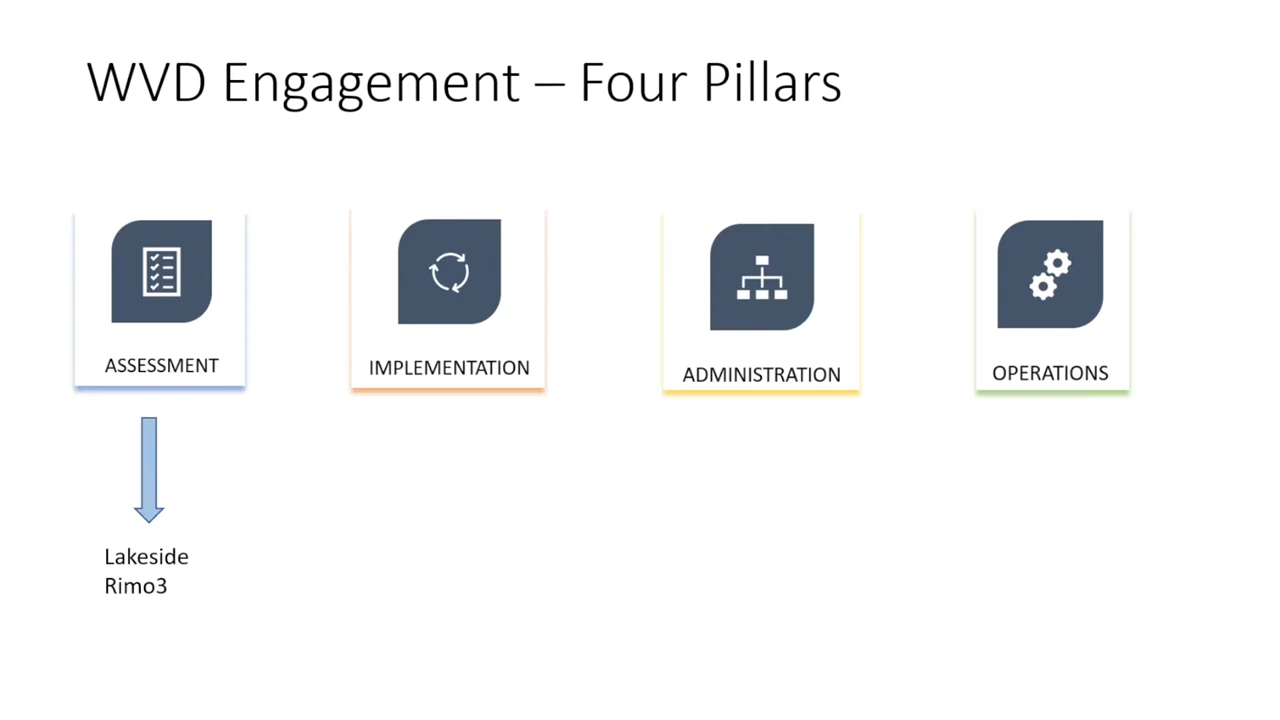 WVD Engagement – Four Pillars
ASSESSMENT
IMPLEMENTATION
ADMINISTRATION
OPERATIONS
Lakeside
Rimo3